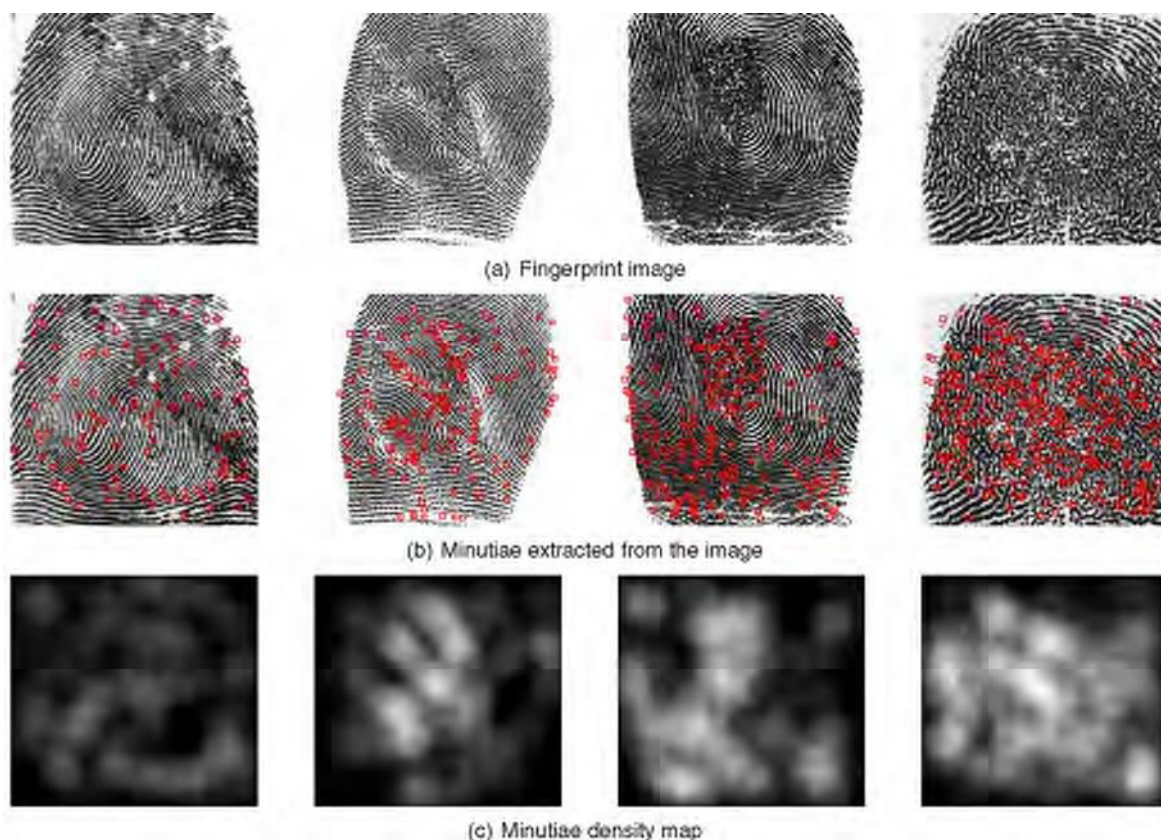 (a) Fingerprint image
(b) Minutiae extracted from the image
(c) Minutiae density map